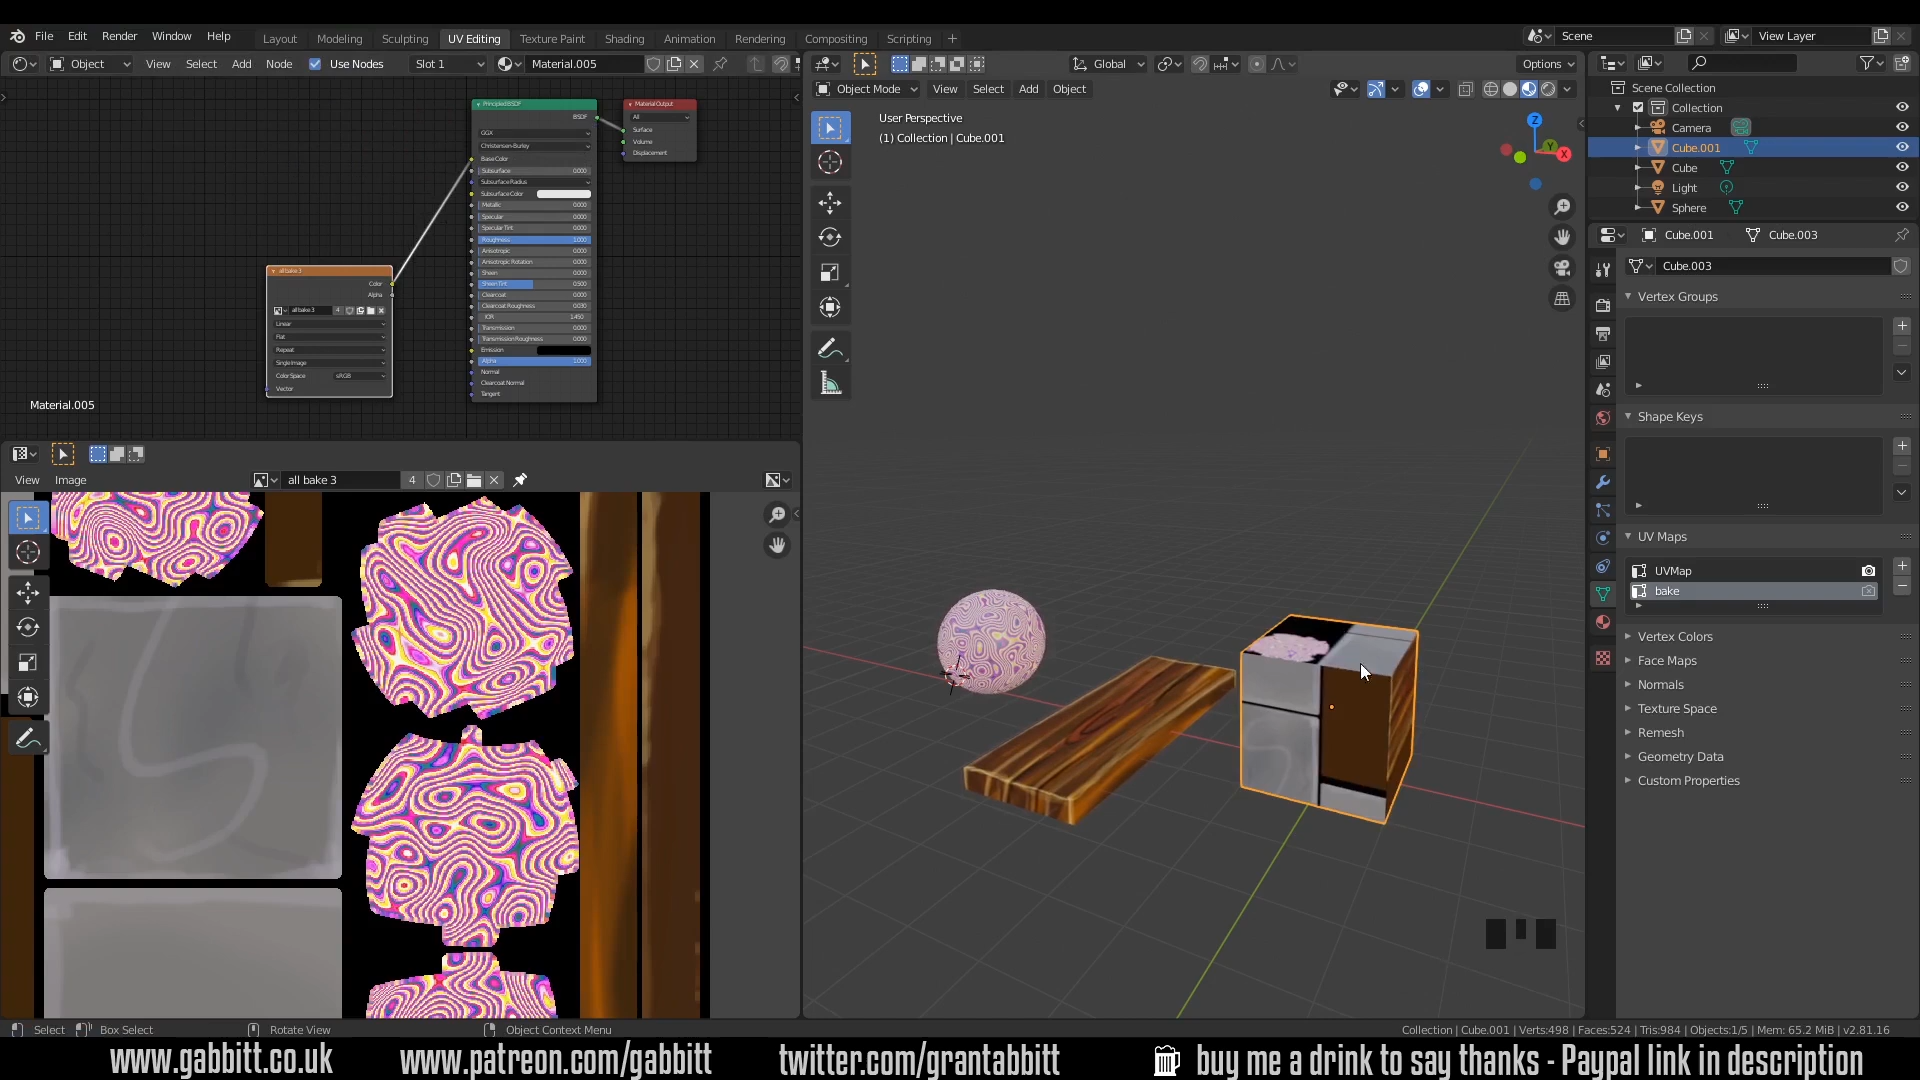 File Edit Render Window Help Layout Modeling Sculpting UV Editing Texture Paint Shading Animation Rendering Compositing Scripting + Scene View Layer
Object View Select Add Node Use Nodes Slot 1 Material.005 Global Options
Object Mode View Select Add Object
User Perspective
(1) Collection | Cube.001
Z
Y
X
Principled BSDF
BSDF
GGX
Christensen-Burley
Base Color
Subsurface 0.000
Subsurface Radius
Subsurface Color
Metallic 0.000
Specular 0.000
Specular Tint 0.000
Roughness 1.000
Anisotropic 0.000
Anisotropic Rotation 0.000
Sheen 0.000
Sheen Tint 0.500
Clearcoat 0.000
Clearcoat Roughness 0.030
IOR 1.450
Transmission 0.000
Transmission Roughness 0.000
Emission
Alpha 1.000
Normal
Clearcoat Normal
Tangent
Material Output
All
Surface
Volume
Displacement
all bake 3
Color
Alpha
all bake 3 4
Linear
Flat
Repeat
Single Image
Color Space sRGB
Vector
Material.005
View Image all bake 3 4
Scene Collection
Collection
Camera
Cube.001
Cube
Light
Sphere
Cube.001 Cube.003
Cube.003
Vertex Groups
Shape Keys
UV Maps
UVMap
bake
Vertex Colors
Face Maps
Normals
Texture Space
Remesh
Geometry Data
Custom Properties
Select Box Select Rotate View Object Context Menu Collection | Cube.001 | Verts:498 | Faces:524 | Tris:984 | Objects:1/5 | Mem: 65.2 MiB | v2.81.16
www.gabbitt.co.uk www.patreon.com/gabbitt twitter.com/grantabbitt buy me a drink to say thanks - Paypal link in description